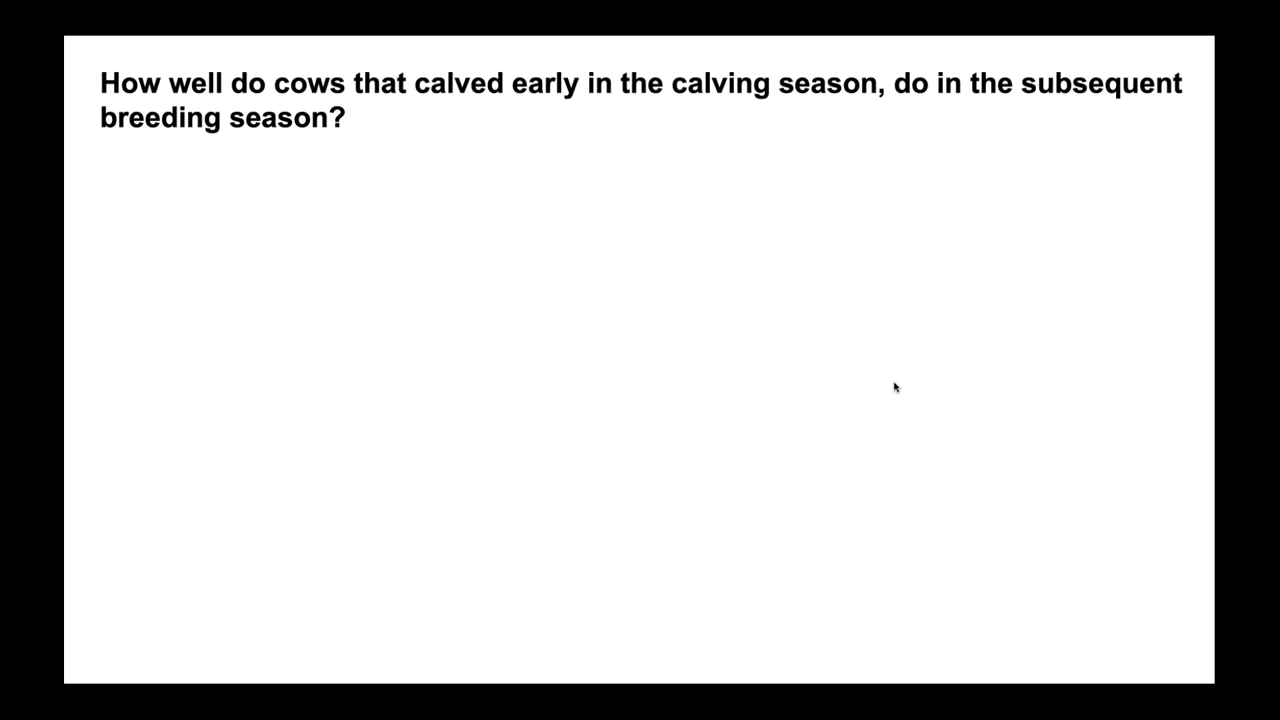 How well do cows that calved early in the calving season, do in the subsequent
breeding season?